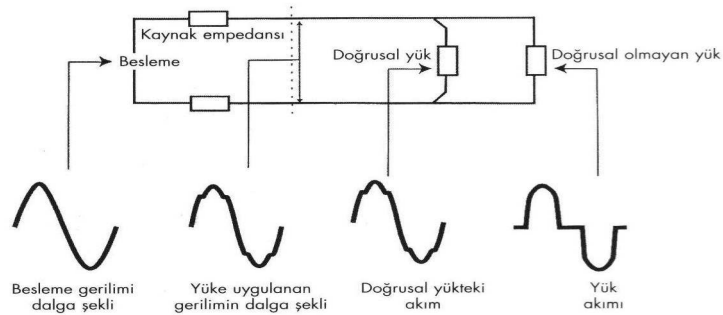 Kaynak empedansı
Besleme
Doğrusal yük
Doğrusal olmayan yük
Besleme gerilimi
dalga şekli
Yüke uygulanan
gerilimin dalga şekli
Doğrusal yükteki
akım
Yük
akımı